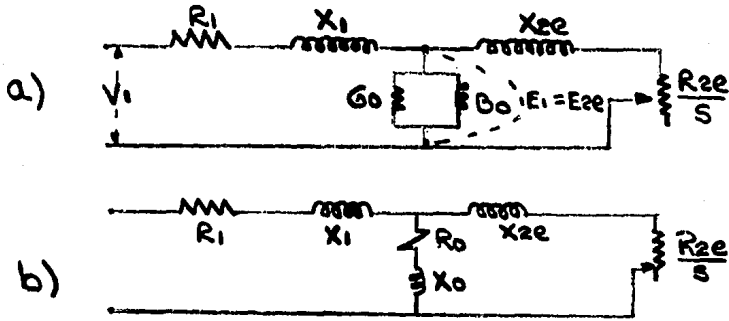 R1 X1 X2e
a) V1 G0 B0 E1=E2e R2e/S
R1 X1 R0 X2e R2e/S
b) X0